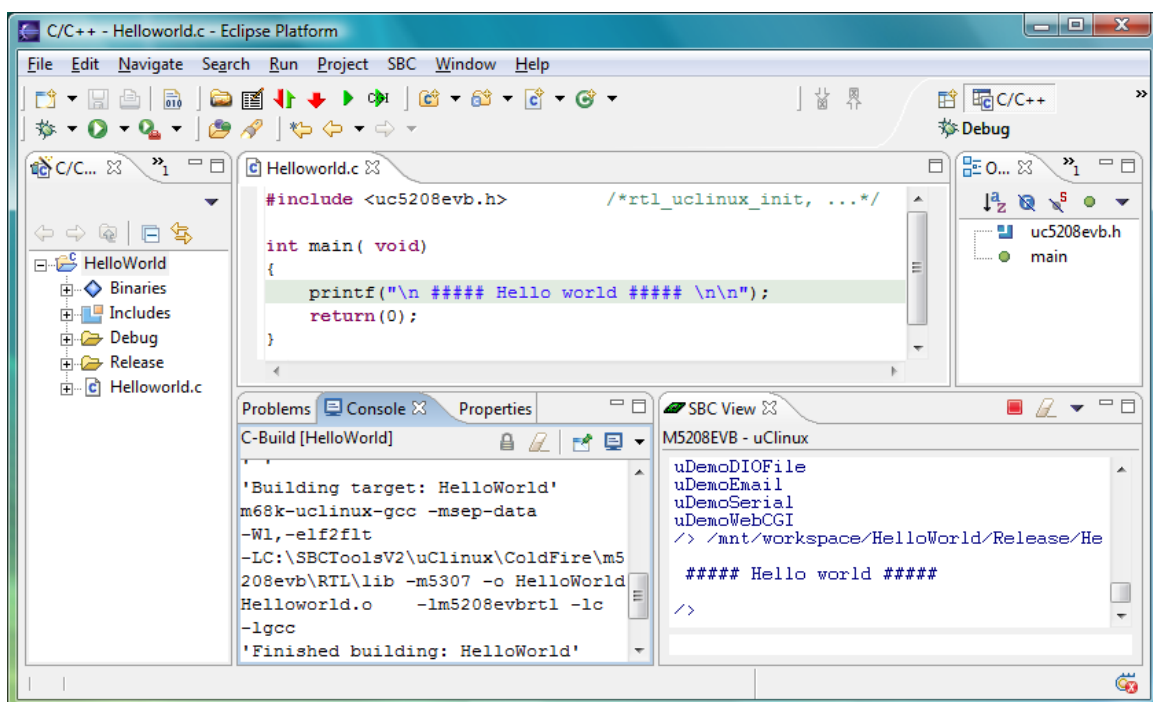 C/C++ - Helloworld.c - Eclipse Platform
File Edit Navigate Search Run Project SBC Window Help
C/C++ »
Debug
C/C... »1
HelloWorld
Binaries
Includes
Debug
Release
Helloworld.c
Helloworld.c
#include <uc5208evb.h> /*rtl_uclinux_init, ...*/
int main( void)
{
printf("\n ##### Hello world ##### \n\n");
return(0);
}
O... »1
uc5208evb.h
main
Problems Console Properties
C-Build [HelloWorld]
'Building target: HelloWorld'
m68k-uclinux-gcc -msep-data
-Wl,-elf2flt
-LC:\SBCToolsV2\uClinux\ColdFire\m5
208evb\RTL\lib -m5307 -o HelloWorld
Helloworld.o -lm5208evbrtl -lc
-lgcc
'Finished building: HelloWorld'
SBC View
M5208EVB - uClinux
uDemoDIOFile
uDemoEmail
uDemoSerial
uDemoWebCGI
/> /mnt/workspace/HelloWorld/Release/He
##### Hello world #####
/>